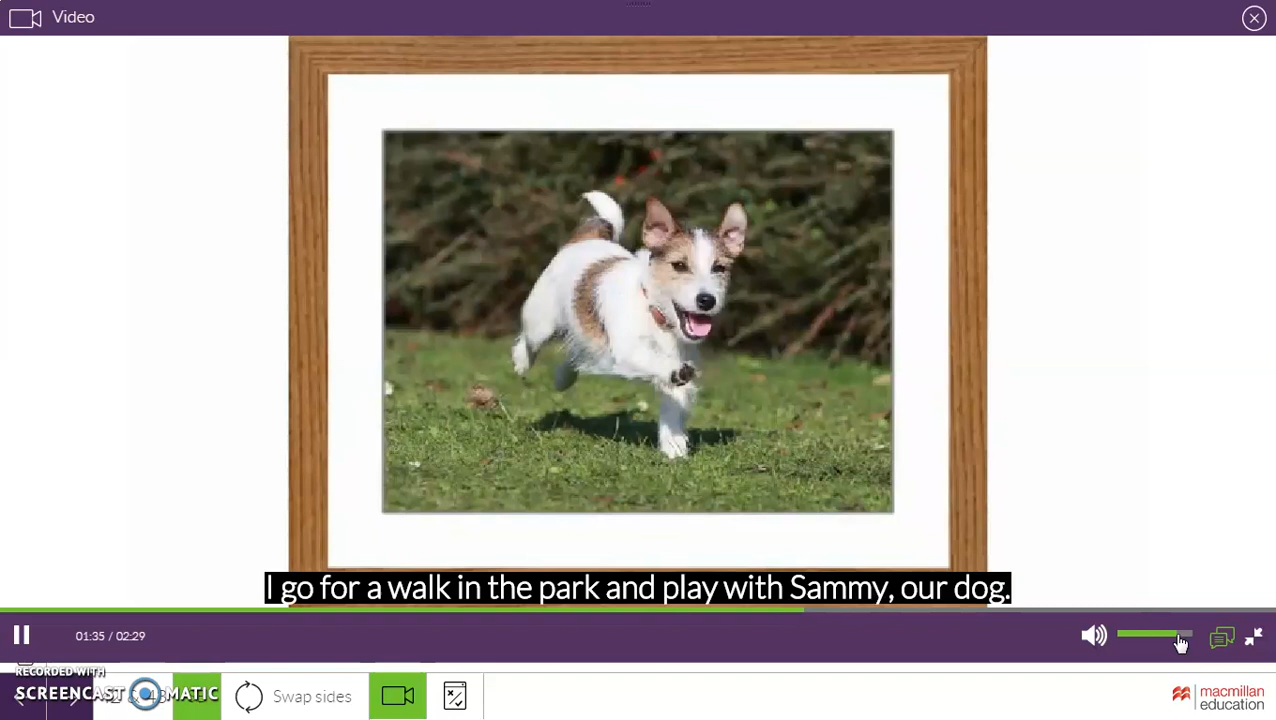 Video
I go for a walk in the park and play with Sammy, our dog.
01:35 / 02:29
RECORDED WITH
SCREENCAST MATIC
Swap sides
macmillan
education